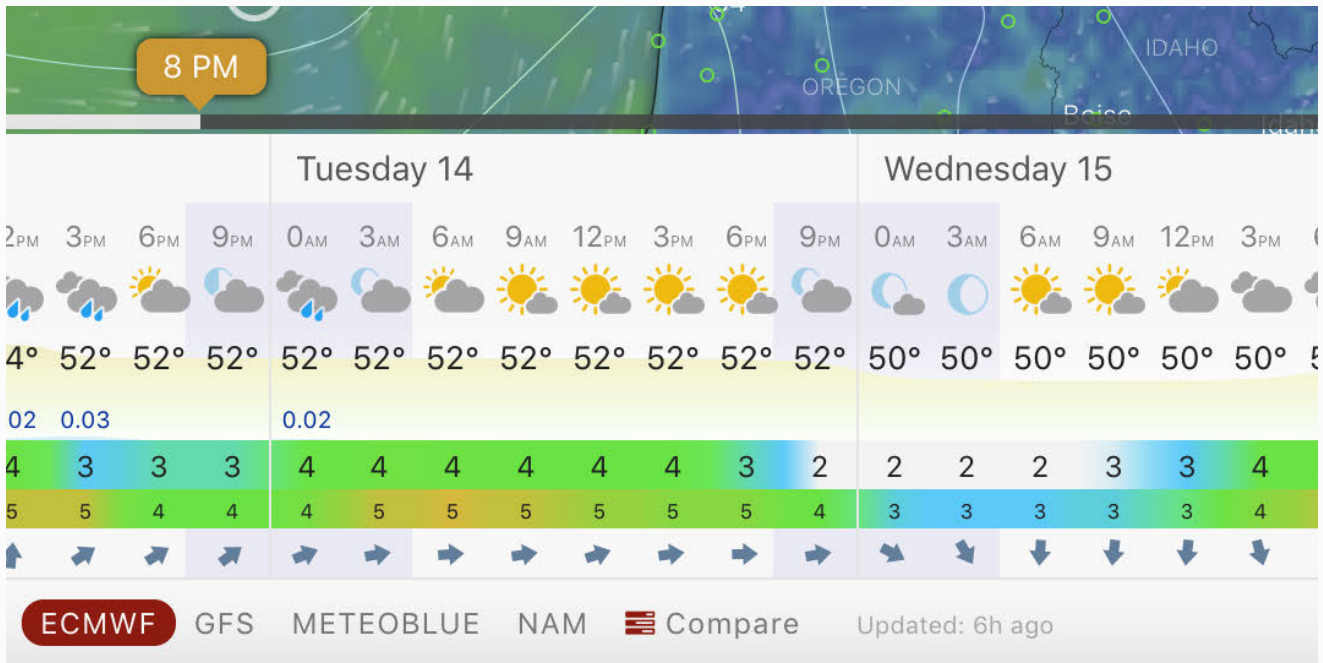 8 PM
IDAHO
OREGON
Boise
Tuesday 14
Wednesday 15
2PM 3PM 6PM 9PM 0AM 3AM 6AM 9AM 12PM 3PM 6PM 9PM 0AM 3AM 6AM 9AM 12PM 3PM
4° 52° 52° 52° 52° 52° 52° 52° 52° 52° 52° 52° 50° 50° 50° 50° 50° 50° 5
02 0.03 0.02
4 3 3 3 4 4 4 4 4 4 3 2 2 2 2 3 3 4
5 5 4 4 4 5 5 5 5 5 5 4 3 3 3 3 3 4
ECMWF GFS METEOBLUE NAM Compare Updated: 6h ago